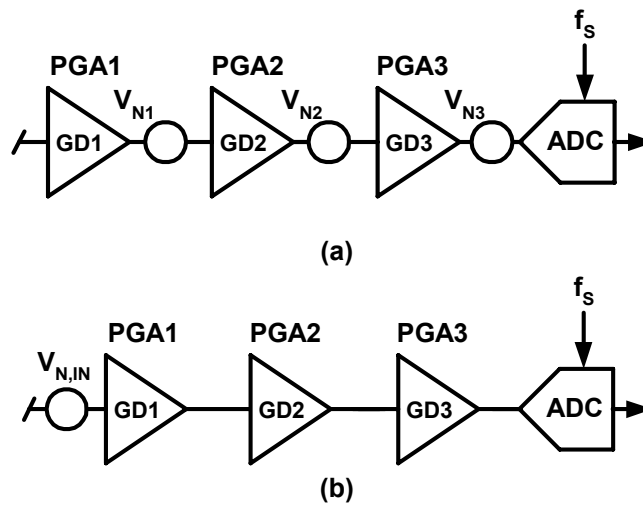 f_S
PGA1 PGA2 PGA3
V_N1 V_N2 V_N3
GD1 GD2 GD3 ADC
(a)
f_S
PGA1 PGA2 PGA3
V_N,IN
GD1 GD2 GD3 ADC
(b)